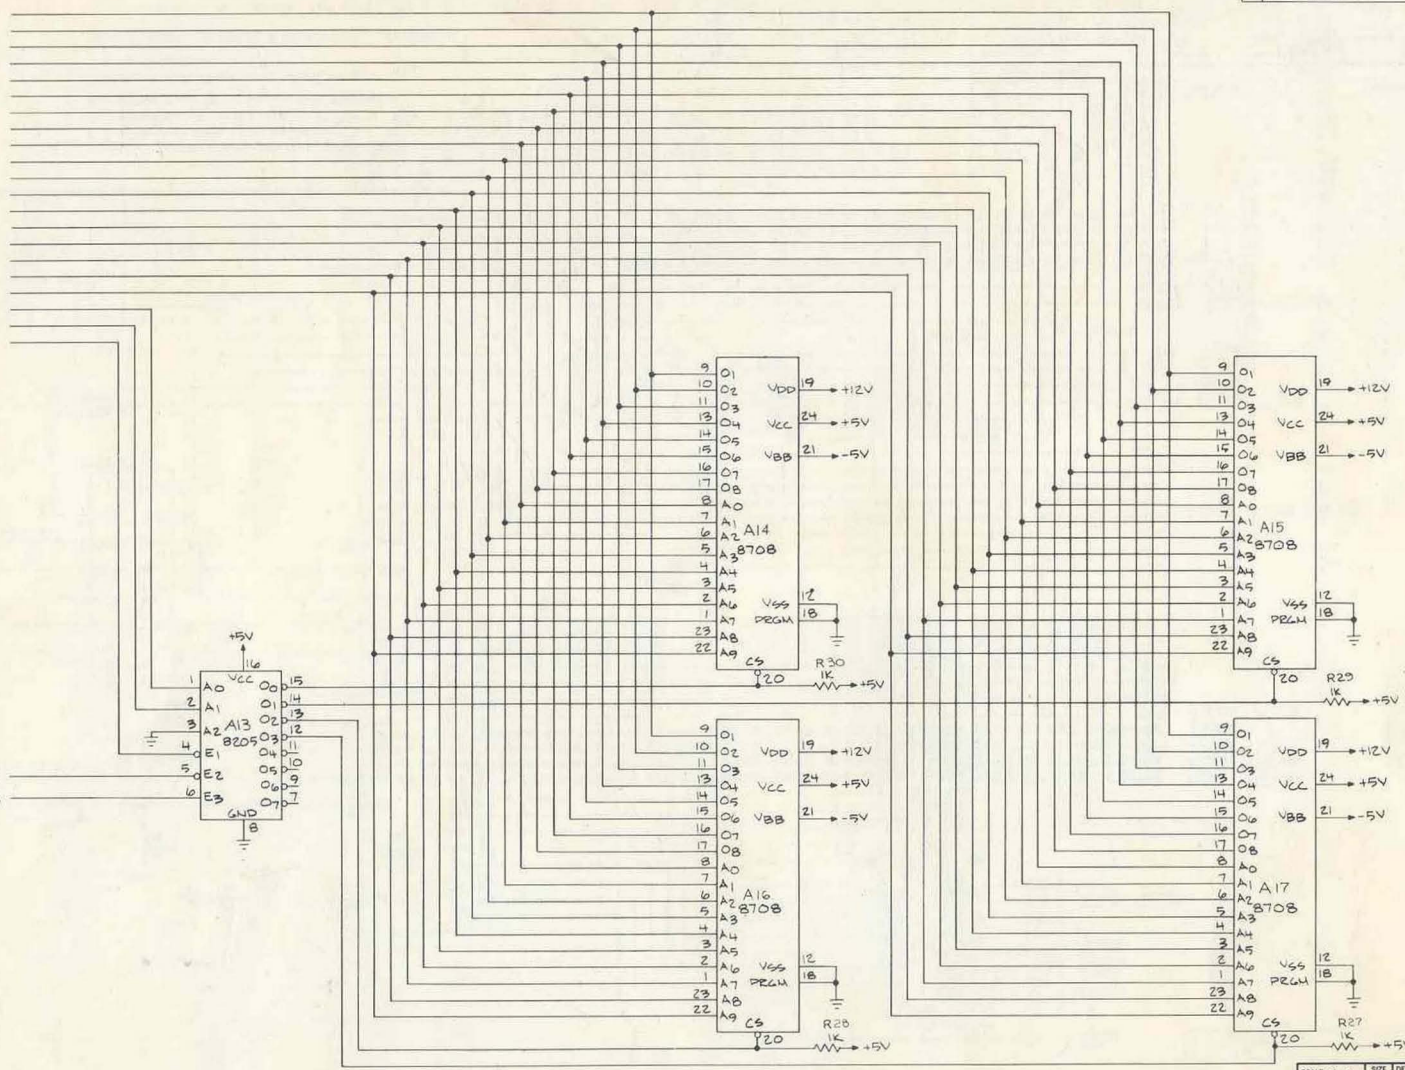 9 O1
10 O2
11 O3
13 O4
14 O5
15 O6
16 O7
17 O8
8 A0
7 A1
6 A2
5 A3
4 A4
3 A5
2 A6
1 A7
23 A8
22 A9
VDD 19 +12V
VCC 24 +5V
VBB 21 -5V
A14
8708
VSS 12
PRGM 18
CS
20
R30
1K
+5V
9 O1
10 O2
11 O3
13 O4
14 O5
15 O6
16 O7
17 O8
8 A0
7 A1
6 A2
5 A3
4 A4
3 A5
2 A6
1 A7
23 A8
22 A9
VDD 19 +12V
VCC 24 +5V
VBB 21 -5V
A15
8708
VSS 12
PRGM 18
CS
20
R29
1K
+5V
+5V
16
VCC
1 A0
2 A1
3 A2
4 E1
5 E2
6 E3
A13
8205
O0 15
O1 14
O2 13
O3 12
O4 11
O5 10
O6 9
O7 7
GND
8
9 O1
10 O2
11 O3
13 O4
14 O5
15 O6
16 O7
17 O8
8 A0
7 A1
6 A2
5 A3
4 A4
3 A5
2 A6
1 A7
23 A8
22 A9
VDD 19 +12V
VCC 24 +5V
VBB 21 -5V
A16
8708
VSS 12
PRGM 18
CS
20
R28
1K
+5V
9 O1
10 O2
11 O3
13 O4
14 O5
15 O6
16 O7
17 O8
8 A0
7 A1
6 A2
5 A3
4 A4
3 A5
2 A6
1 A7
23 A8
22 A9
VDD 19 +12V
VCC 24 +5V
VBB 21 -5V
A17
8708
VSS 12
PRGM 18
CS
20
R27
1K
+5V
SIZE